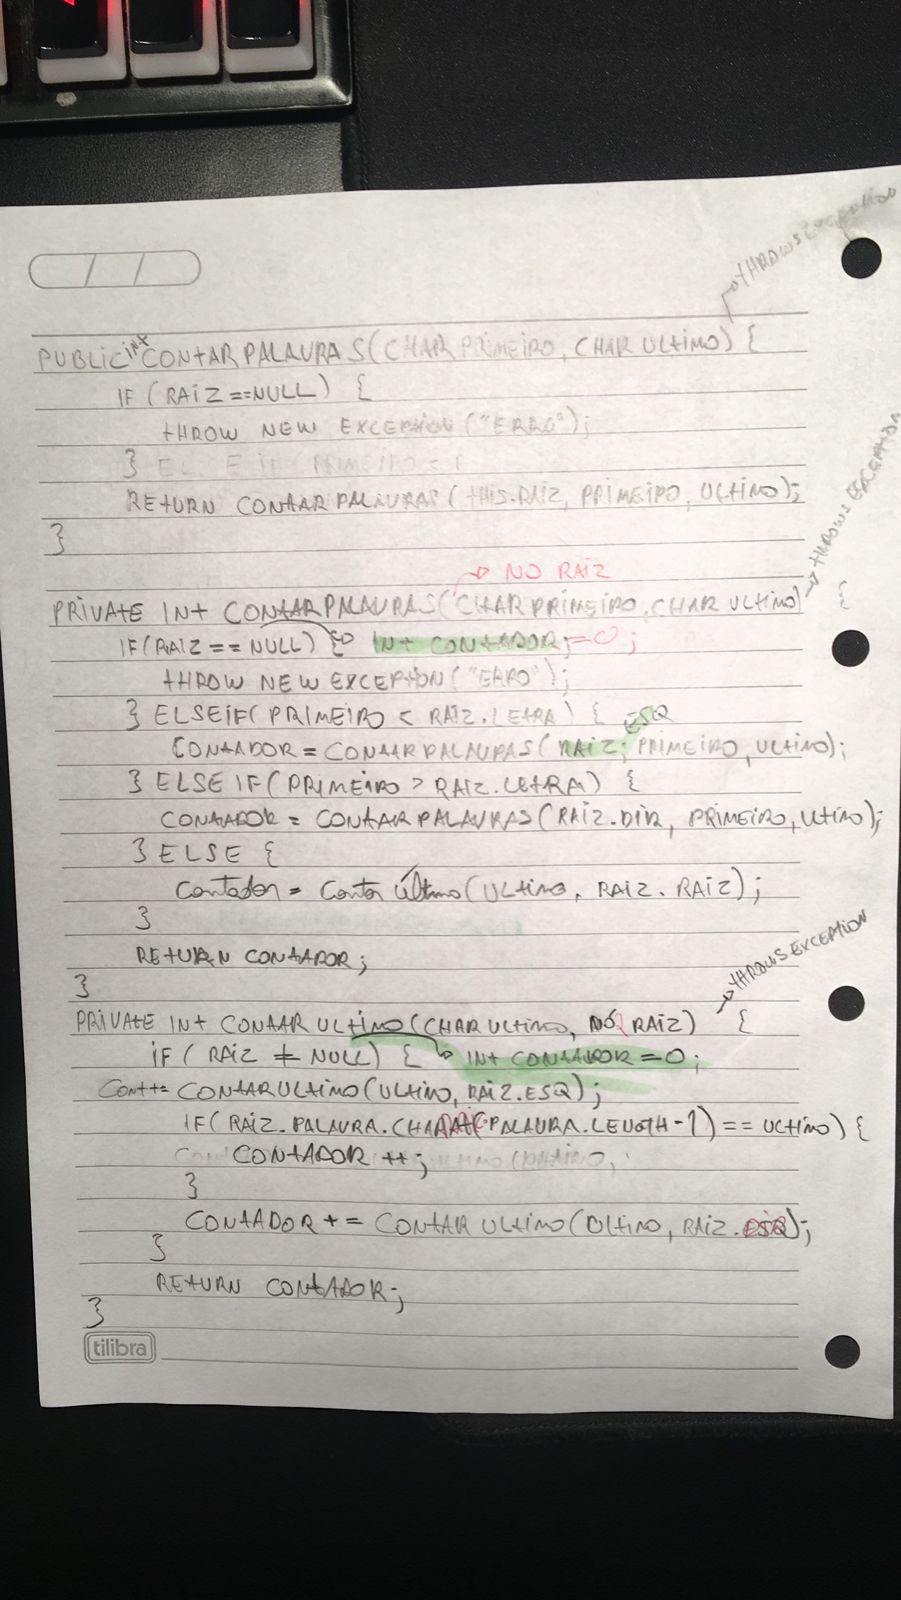 THROWS EXCEPTION
PUBLIC INT CONTAR PALAVRAS(CHAR PRIMEIRO, CHAR ULTIMO) {
IF (RAIZ == NULL) {
THROW NEW EXCEPTION ("ERRO");
} ELSE IF (PRIMEIRO <
RETURN CONTAR PALAVRAS (THIS.RAIZ, PRIMEIRO, ULTIMO);
}
→ NO RAIZ
→ THROWS EXCEPTION
PRIVATE INT CONTAR PALAVRAS(CHAR PRIMEIRO, CHAR ULTIMO) {
IF(RAIZ == NULL) { → INT CONTADOR = 0;
THROW NEW EXCEPTION ("ERRO");
} ELSE IF( PRIMEIRO < RAIZ.LETRA) { ESQ
CONTADOR = CONTAR PALAVRAS( RAIZ, PRIMEIRO, ULTIMO);
} ELSE IF (PRIMEIRO > RAIZ.LETRA) {
CONTADOR = CONTAR PALAVRAS(RAIZ.DIR, PRIMEIRO, ULTIMO);
} ELSE {
Contador = Contar Último(ULTIMO, RAIZ.RAIZ);
}
RETURN CONTADOR;
}
→ THROWS EXCEPTION
PRIVATE INT CONTAR ULTIMO(CHAR ULTIMO, NÓ RAIZ) {
IF ( RAIZ ≠ NULL) { → INT CONTADOR = 0;
Cont+= CONTAR ULTIMO(ULTIMO, RAIZ.ESQ);
IF(RAIZ.PALAVRA.CHARAT(PALAVRA.LENGTH-1) == ULTIMO) {
CONTADOR ++;
}
CONTADOR += CONTAR ULTIMO(ULTIMO, RAIZ.DIR);
}
RETURN CONTADOR;
}
tilibra